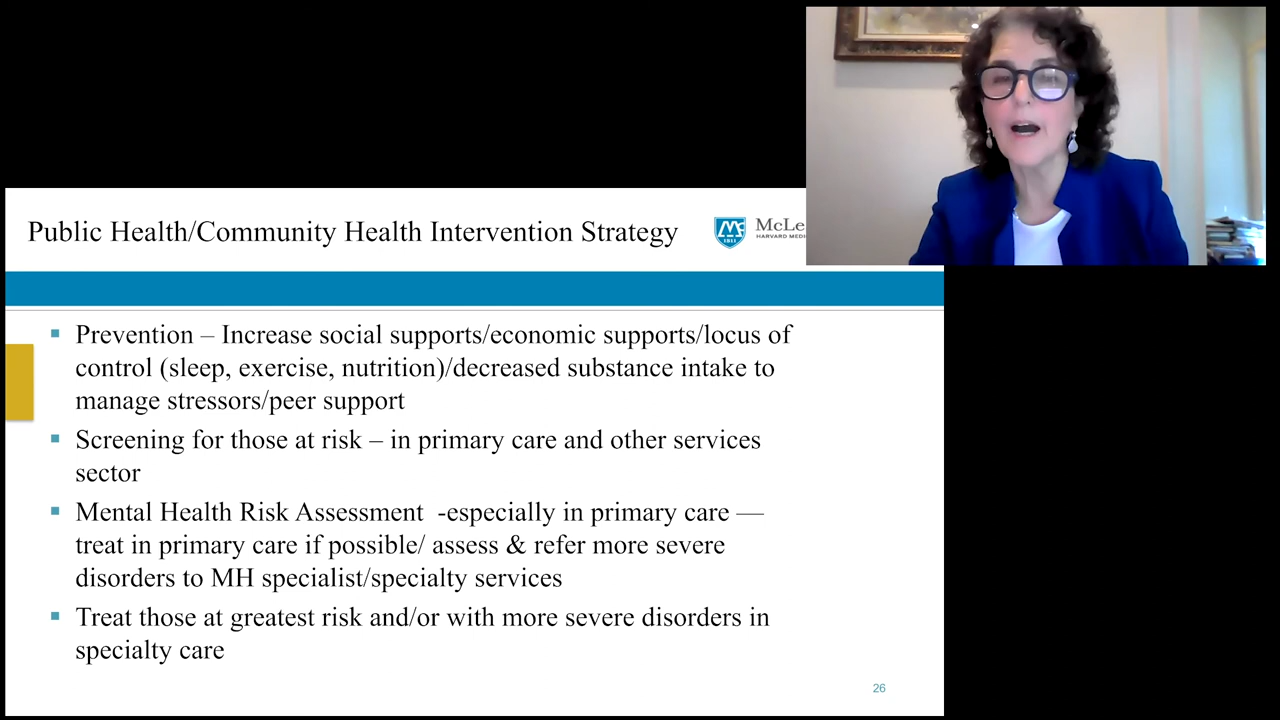 Public Health/Community Health Intervention Strategy
1811
Prevention – Increase social supports/economic supports/locus of
control (sleep, exercise, nutrition)/decreased substance intake to
manage stressors/peer support
Screening for those at risk – in primary care and other services
sector
Mental Health Risk Assessment -especially in primary care —
treat in primary care if possible/ assess & refer more severe
disorders to MH specialist/specialty services
Treat those at greatest risk and/or with more severe disorders in
specialty care
26
McLe
HARVARD MEDI